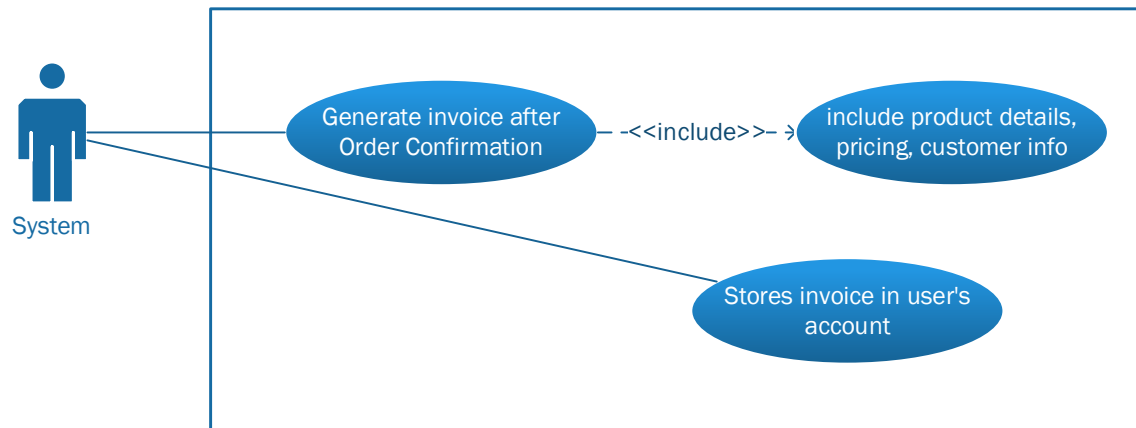 Generate invoice after
Order Confirmation
<<include>>
include product details,
pricing, customer info
System
Stores invoice in user's
account